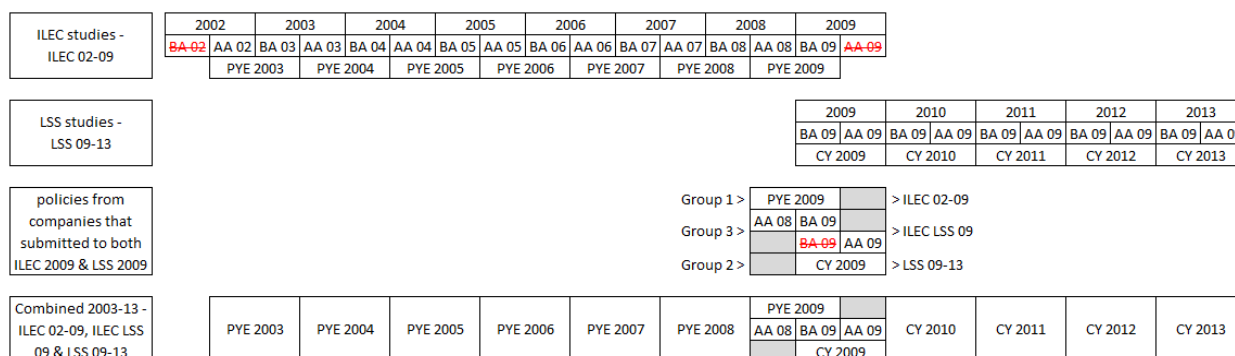 ILEC studies -
ILEC 02-09
2002 2003 2004 2005 2006 2007 2008 2009
BA 02 AA 02 BA 03 AA 03 BA 04 AA 04 BA 05 AA 05 BA 06 AA 06 BA 07 AA 07 BA 08 AA 08 BA 09 AA 09
PYE 2003 PYE 2004 PYE 2005 PYE 2006 PYE 2007 PYE 2008 PYE 2009
LSS studies -
LSS 09-13
2009 2010 2011 2012 2013
BA 09 AA 09 BA 09 AA 09 BA 09 AA 09 BA 09 AA 09 BA 09 AA 0
CY 2009 CY 2010 CY 2011 CY 2012 CY 2013
policies from
companies that
submitted to both
ILEC 2009 & LSS 2009
Group 1 > PYE 2009 > ILEC 02-09
AA 08 BA 09
Group 3 > > ILEC LSS 09
BA 09 AA 09
Group 2 > CY 2009 > LSS 09-13
Combined 2003-13 -
ILEC 02-09, ILEC LSS
09 & LSS 09-13
PYE 2009
PYE 2003 PYE 2004 PYE 2005 PYE 2006 PYE 2007 PYE 2008 AA 08 BA 09 AA 09 CY 2010 CY 2011 CY 2012 CY 2013
CY 2009